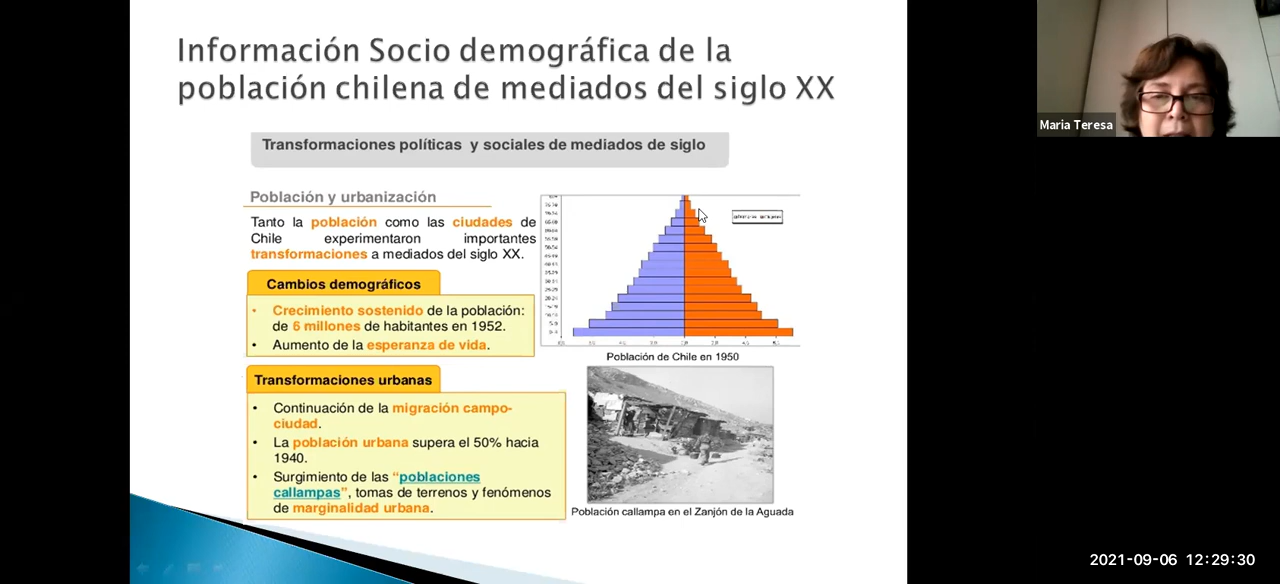 Información Socio demográfica de la
población chilena de mediados del siglo XX
Transformaciones políticas y sociales de mediados de siglo
Población y urbanización
Tanto la población como las ciudades de
Chile experimentaron importantes
transformaciones a mediados del siglo XX.
Cambios demográficos
• Crecimiento sostenido de la población:
de 6 millones de habitantes en 1952.
• Aumento de la esperanza de vida.
Transformaciones urbanas
• Continuación de la migración campo-
ciudad.
• La población urbana supera el 50% hacia
1940.
• Surgimiento de las “poblaciones
callampas”, tomas de terrenos y fenómenos
de marginalidad urbana.
Población de Chile en 1950
Población callampa en el Zanjón de la Aguada
Maria Teresa
2021-09-06 12:29:30